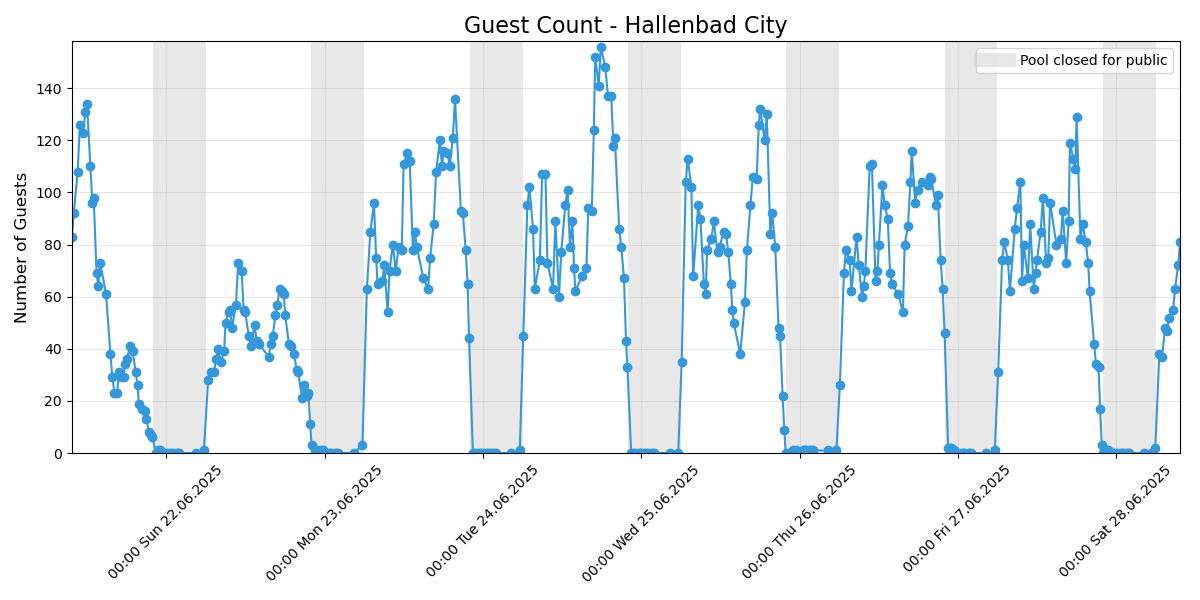 Guest Count - Hallenbad City
Pool closed for public
Number of Guests
140
120
100
80
60
40
20
0
00:00 Sun 22.06.2025
00:00 Mon 23.06.2025
00:00 Tue 24.06.2025
00:00 Wed 25.06.2025
00:00 Thu 26.06.2025
00:00 Fri 27.06.2025
00:00 Sat 28.06.2025